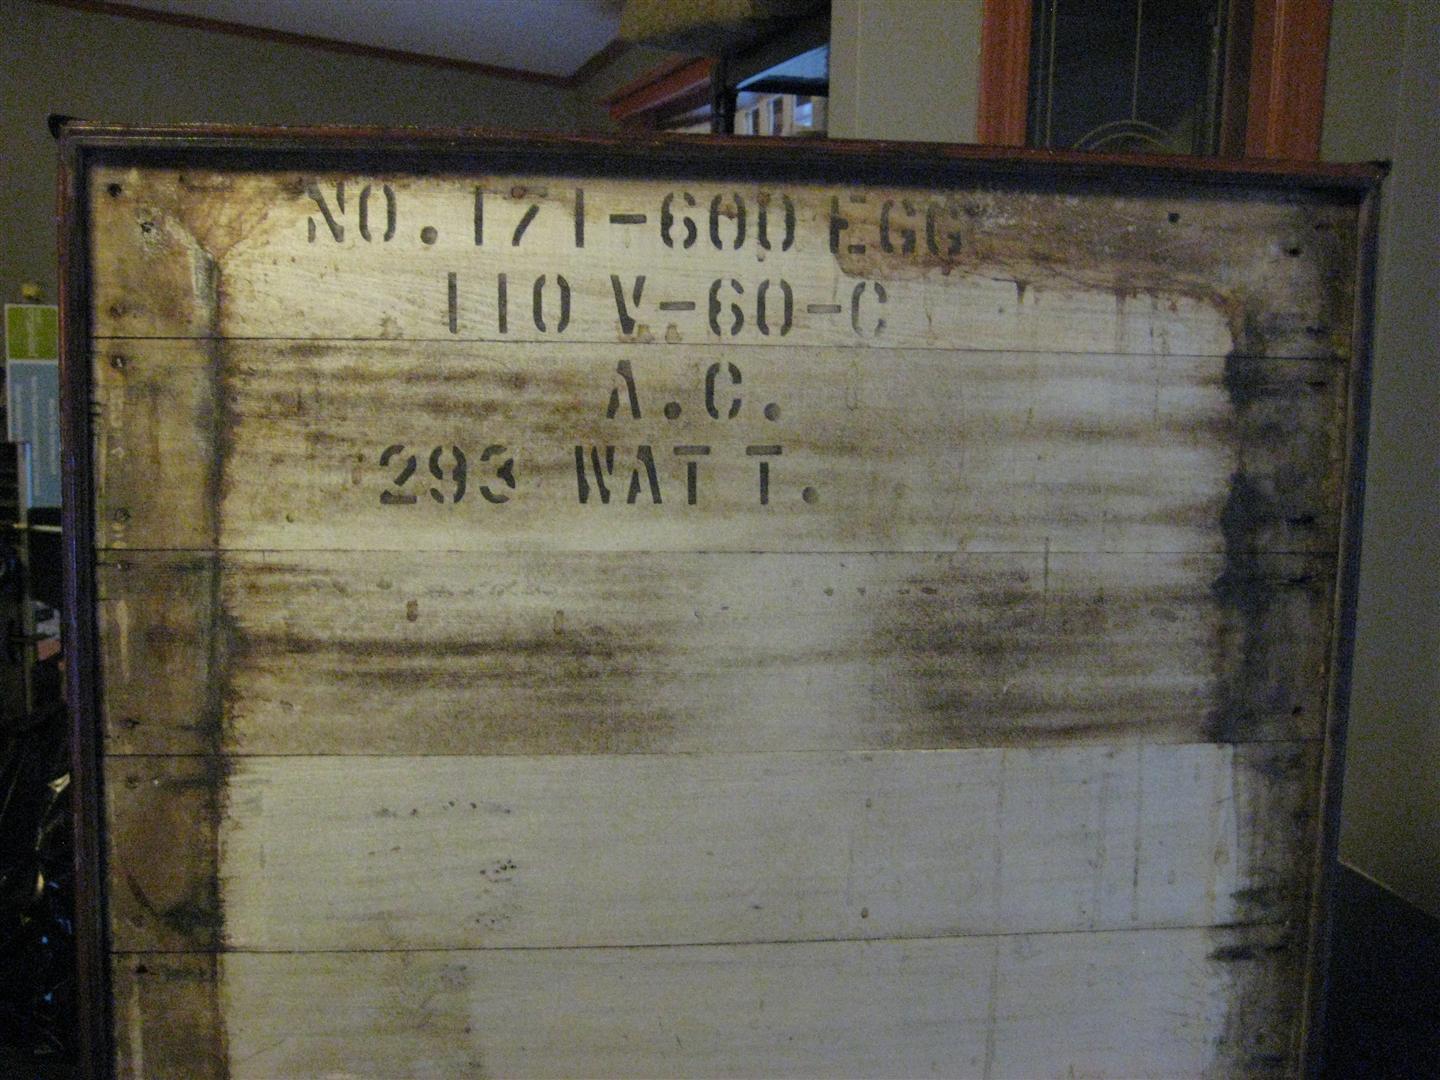 NO. 171-600 EGG
110 V-60-C
A.C.
293 WATT.